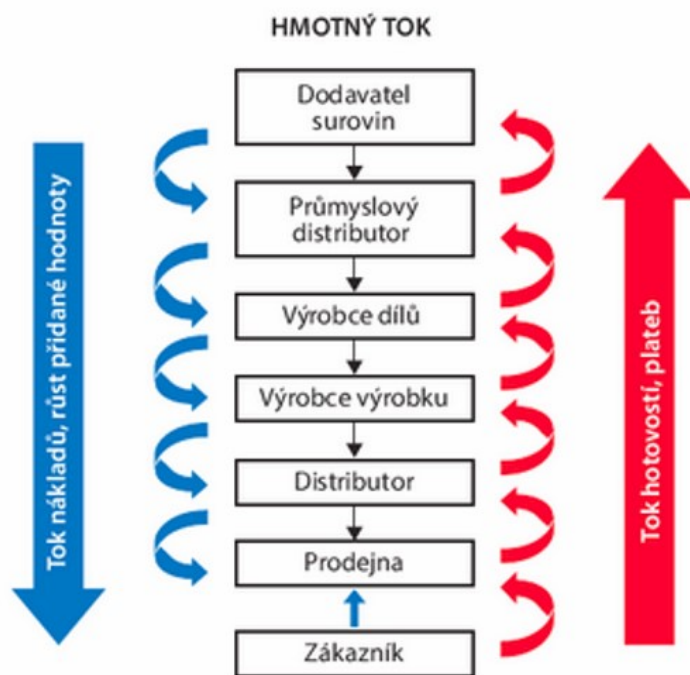 HMOTNÝ TOK
Dodavatel
surovin
Průmyslový
distributor
Výrobce dílů
Výrobce výrobku
Distributor
Prodejna
Zákazník
Tok nákladů, růst přidané hodnoty
Tok hotovostí, plateb